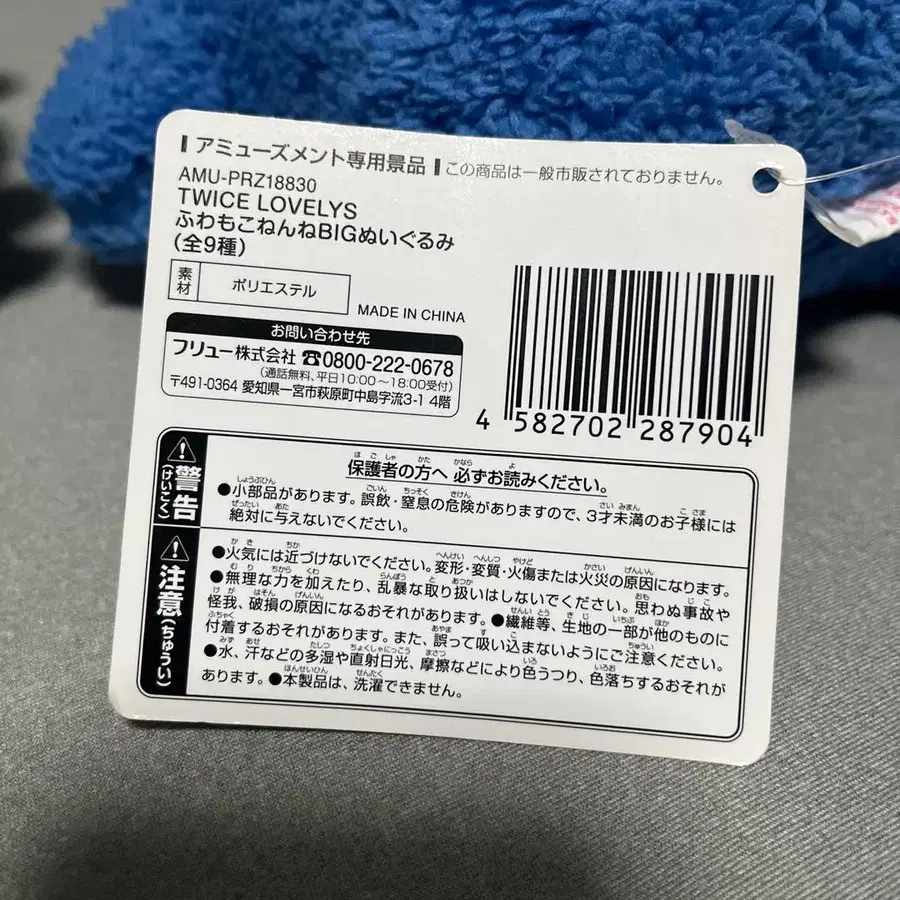 アミューズメント専用景品 この商品は一般市販されておりません。
AMU-PRZ18830
TWICE LOVELYS
ふわもこねんねBIGぬいぐるみ
(全9種)
素材 ポリエステル
MADE IN CHINA
お問い合わせ先
フリュー株式会社 ☎0800-222-0678
(通話無料、平日10:00〜18:00受付)
〒491-0364 愛知県一宮市萩原町中島字流3-1 4階
4 582702 287904
警告(けいこく)
保護者の方へ 必ずお読みください。
●小部品があります。誤飲・窒息の危険がありますので、3才未満のお子様には
絶対に与えないでください。
注意(ちゅうい)
●火気には近づけないでください。変形・変質・火傷または火災の原因になります。
●無理な力を加えたり、乱暴な取り扱いはしないでください。思わぬ事故や
怪我、破損の原因になるおそれがあります。●繊維等、生地の一部が他のものに
付着するおそれがあります。また、誤って吸い込まないようにご注意ください。
●水、汗などの多湿や直射日光、摩擦などにより色うつり、色落ちするおそれが
あります。●本製品は、洗濯できません。